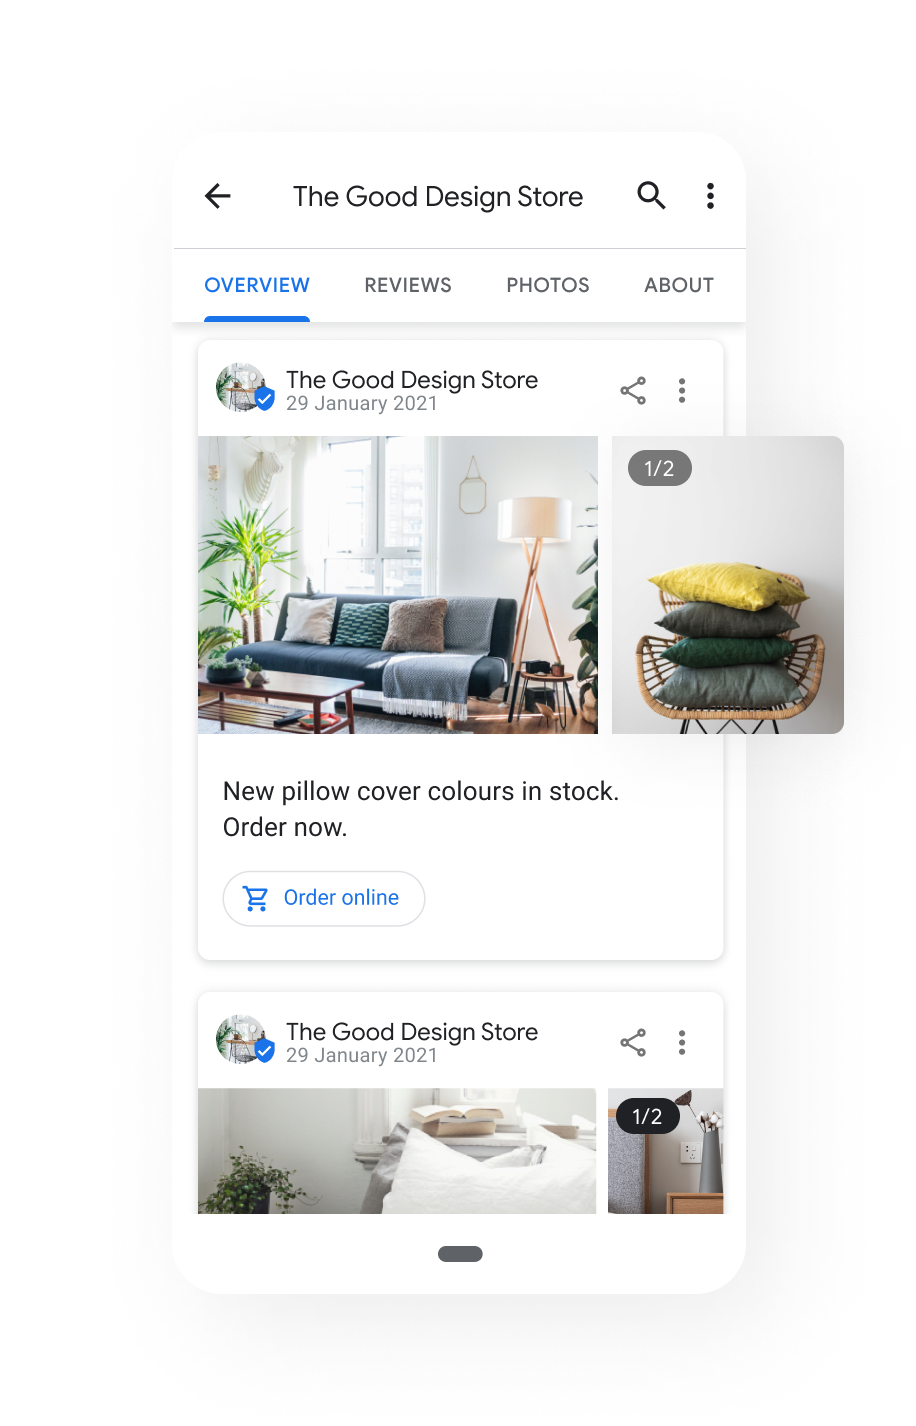 The Good Design Store
OVERVIEW REVIEWS PHOTOS ABOUT
The Good Design Store
29 January 2021
1/2
New pillow cover colours in stock.
Order now.
Order online
The Good Design Store
29 January 2021
1/2